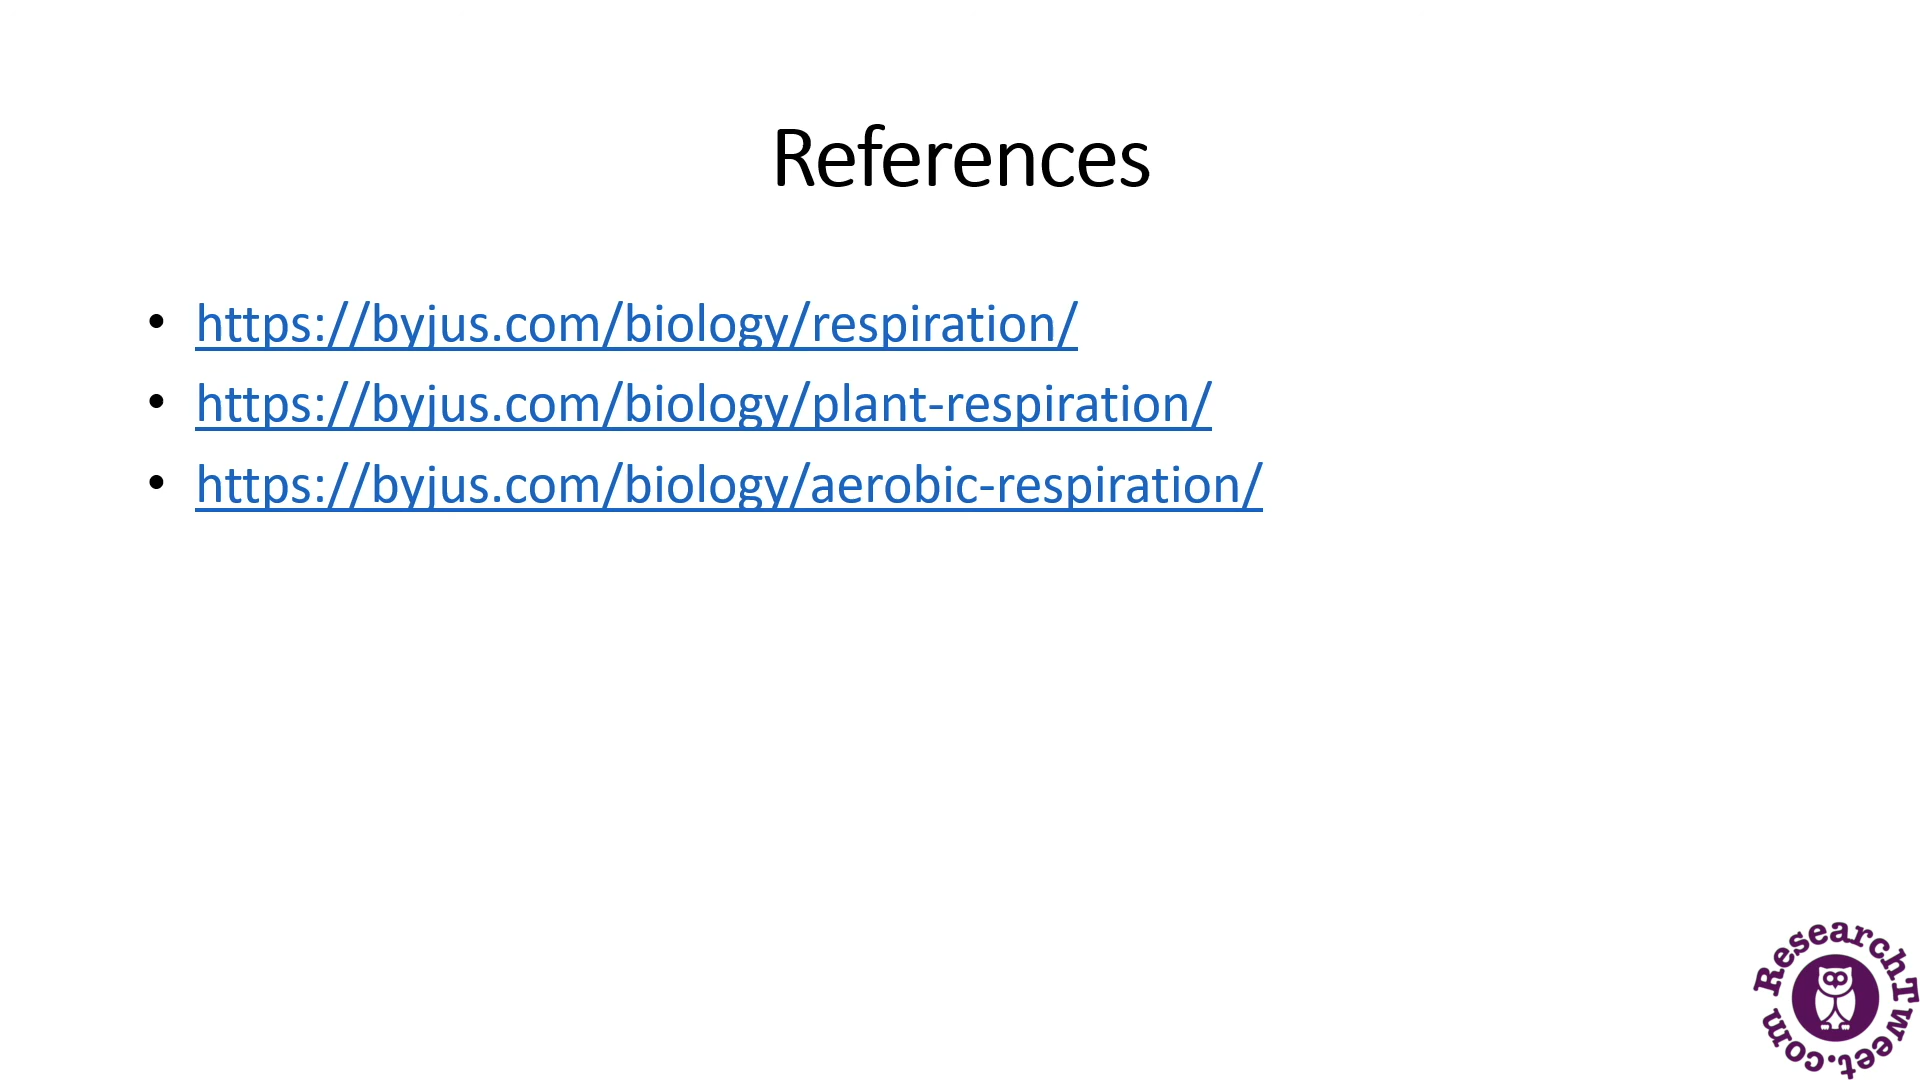 References
• https://byjus.com/biology/respiration/
• https://byjus.com/biology/plant-respiration/
• https://byjus.com/biology/aerobic-respiration/
ResearchTweet.com